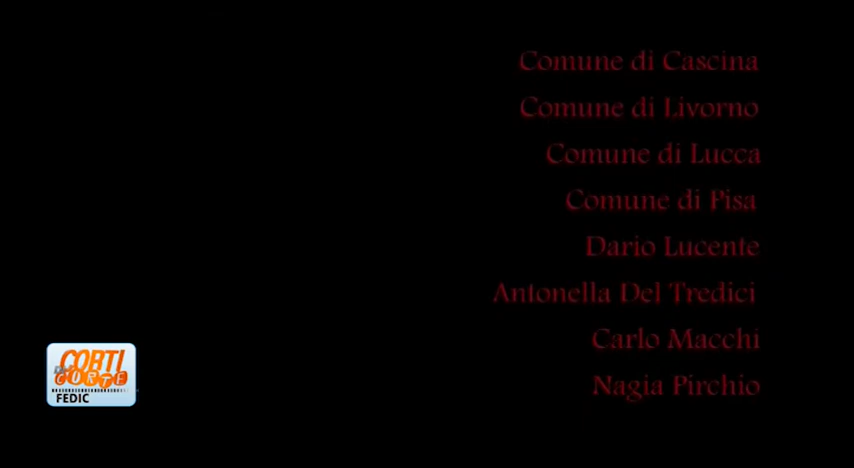 Comune di Cascina
Comune di Livorno
Comune di Lucca
Comune di Pisa
Dario Lucente
Antonella Del Tredici
Carlo Macchi
Nagia Pirchio
CORTI
DI CORTE
FEDIC